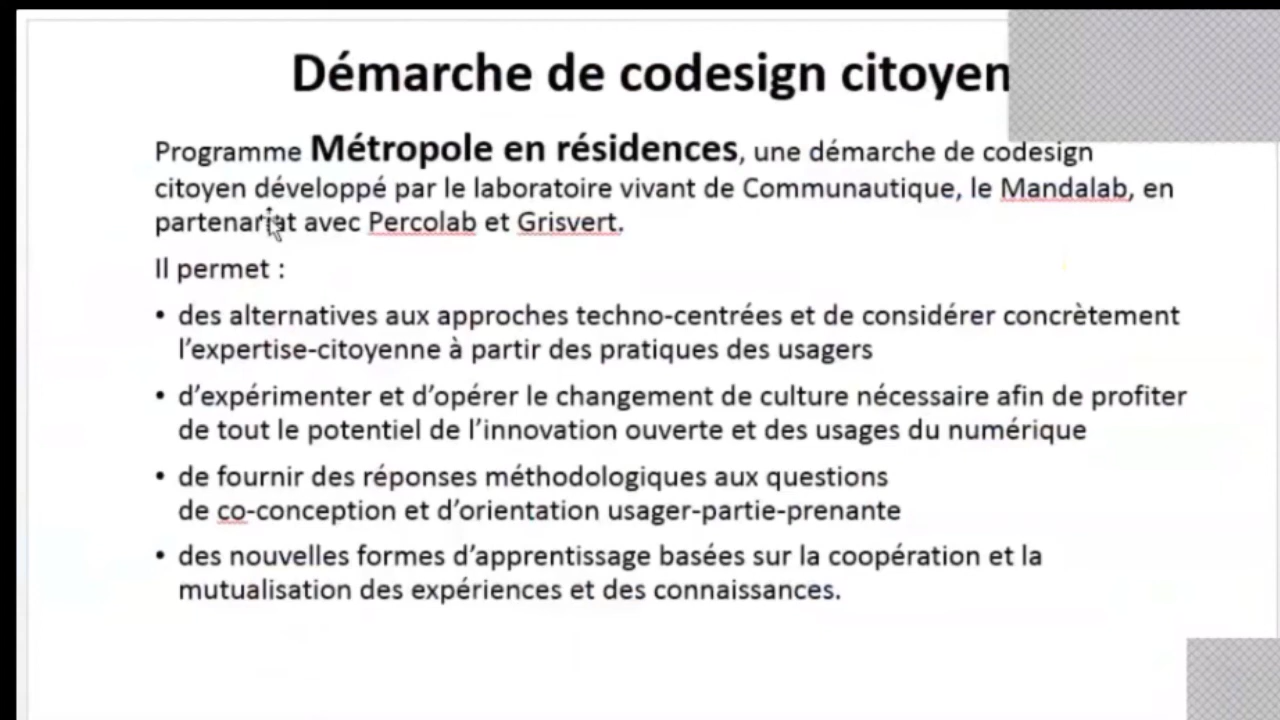 Démarche de codesign citoyen
Programme Métropole en résidences, une démarche de codesign
citoyen développé par le laboratoire vivant de Communautique, le Mandalab, en
partenariat avec Percolab et Grisvert.
Il permet :
• des alternatives aux approches techno-centrées et de considérer concrètement
l’expertise-citoyenne à partir des pratiques des usagers
• d’expérimenter et d’opérer le changement de culture nécessaire afin de profiter
de tout le potentiel de l’innovation ouverte et des usages du numérique
• de fournir des réponses méthodologiques aux questions
de co-conception et d’orientation usager-partie-prenante
• des nouvelles formes d’apprentissage basées sur la coopération et la
mutualisation des expériences et des connaissances.